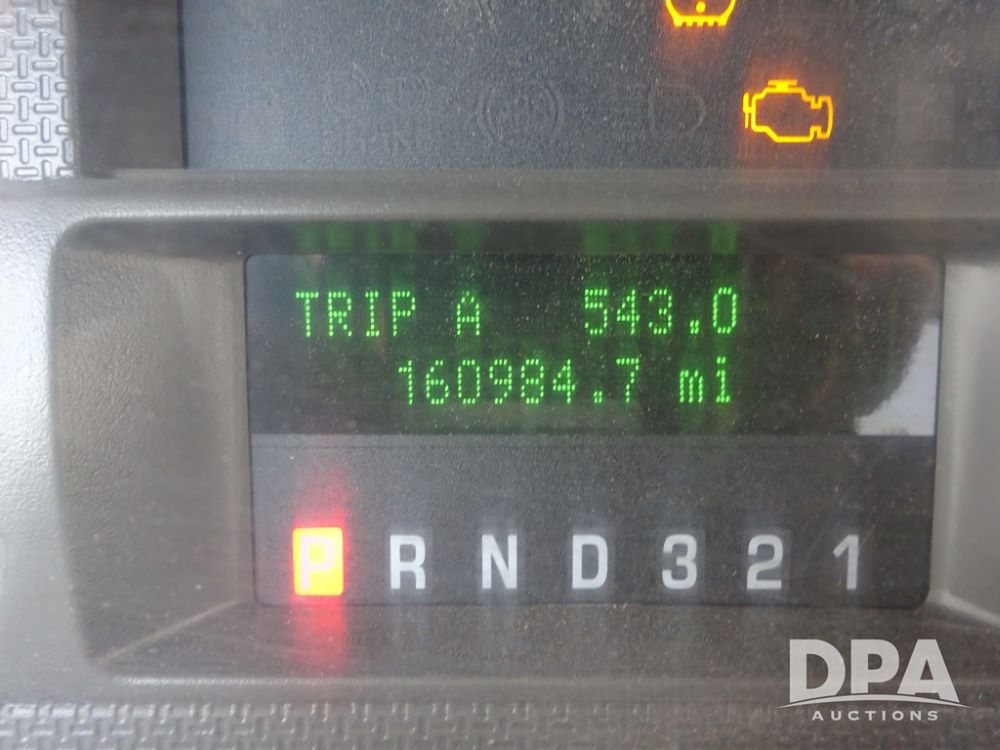 TRIP A 543.0
160984.7 mi
P R N D 3 2 1
DPA
AUCTIONS